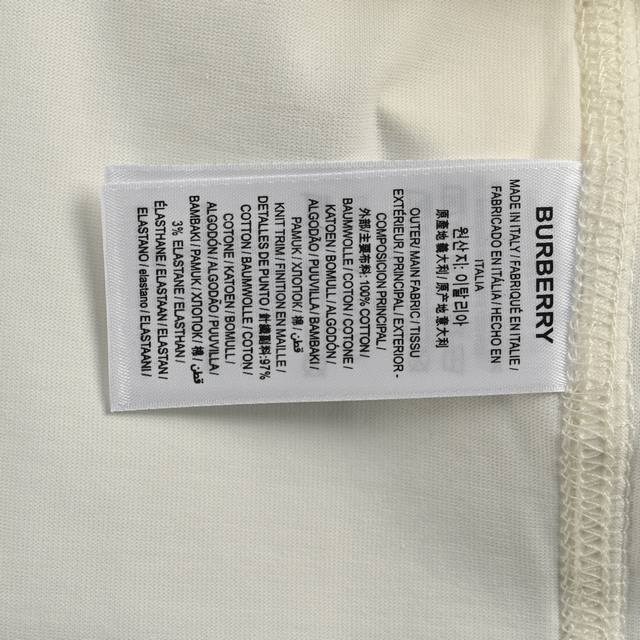 BURBERRY
MADE IN ITALY / FABRIQUÉ EN ITALIE /
FABRICADO EN ITÁLIA / HECHO EN
ITALIA
원산지: 이탈리아
原產地 義大利 / 原产地 意大利
OUTER / MAIN FABRIC / TISSU
EXTÉRIEUR / PRINCIPAL / EXTERIOR -
COMPOSICIÓN PRINCIPAL /
外部/主要布料: 100% COTTON /
BAUMWOLLE / COTON / COTONE /
KATOEN / BOMULL / ALGODÓN /
ALGODÃO / PUUVILLA / BAMBAKI /
PAMUK / ХЛОПОК / 棉 / قطن
KNIT TRIM / FINITION EN MAILLE /
DETALLES DE PUNTO / 針織副料: 97%
COTTON / BAUMWOLLE / COTON /
COTONE / KATOEN / BOMULL /
ALGODÓN / ALGODÃO / PUUVILLA /
BAMBAKI / PAMUK / ХЛОПОК / 棉 / قطن
3% ELASTANE / ELASTHAN /
ÉLASTHANE / ELASTAAN / ELASTAN /
ELASTANO / elastano / ELASTAANI /